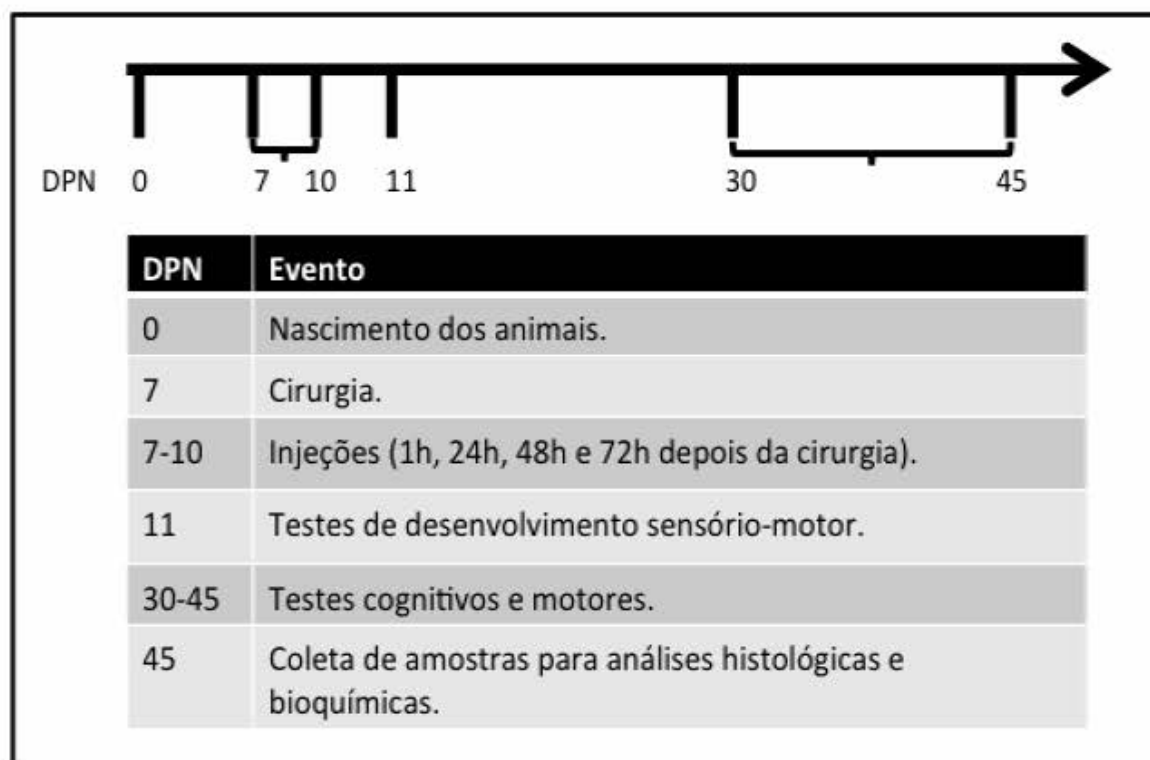 DPN 0 7 10 11 30 45
DPN Evento
0 Nascimento dos animais.
7 Cirurgia.
7-10 Injeções (1h, 24h, 48h e 72h depois da cirurgia).
11 Testes de desenvolvimento sensório-motor.
30-45 Testes cognitivos e motores.
45 Coleta de amostras para análises histológicas e
bioquímicas.